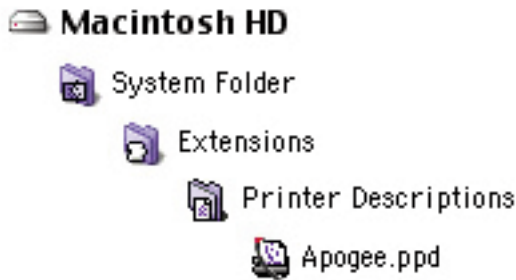 Macintosh HD
System Folder
Extensions
Printer Descriptions
Apogee.ppd